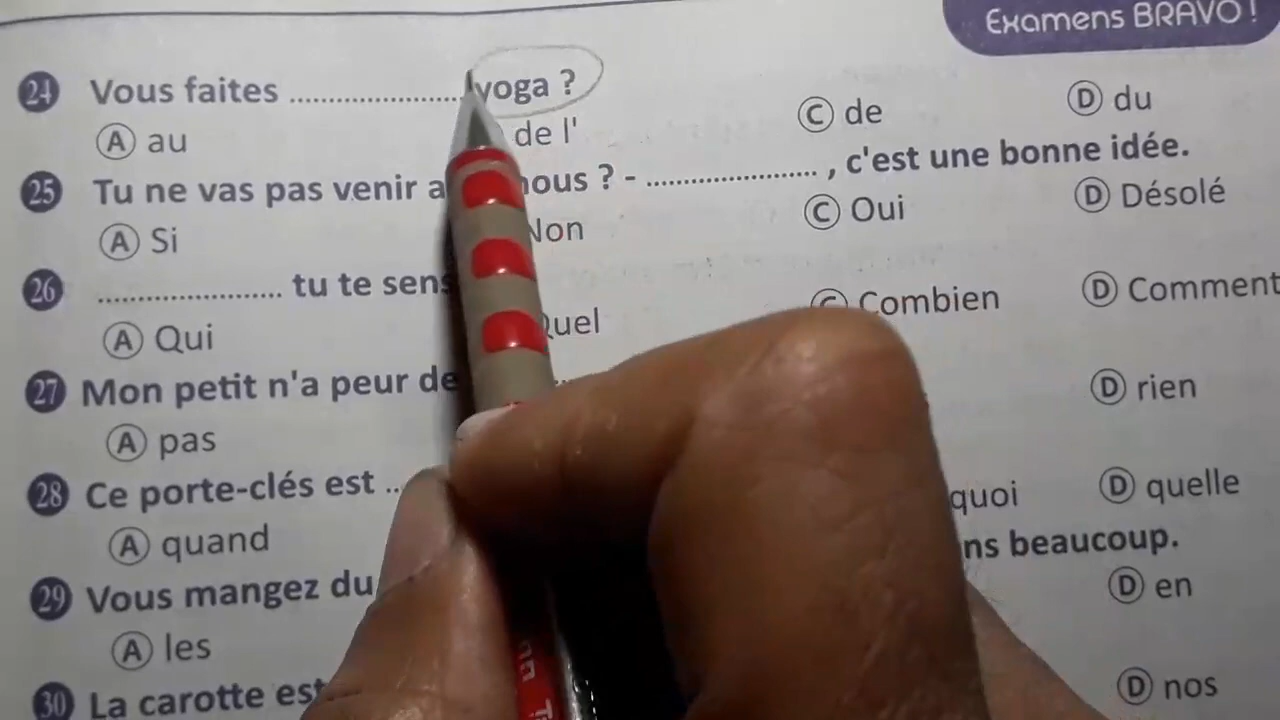 Examens BRAVO !
24 Vous faites ...................... yoga ?
A au de l' C de D du
25 Tu ne vas pas venir nous ? - ...................... , c'est une bonne idée.
A Si Non C Oui D Désolé
26 ...................... tu te sens
A Qui Quel C Combien D Comment
27 Mon petit n'a peur de
A pas D rien
28 Ce porte-clés est ..
A quand quoi D quelle
29 Vous mangez du beaucoup.
A les D en
30 La carotte est
D nos